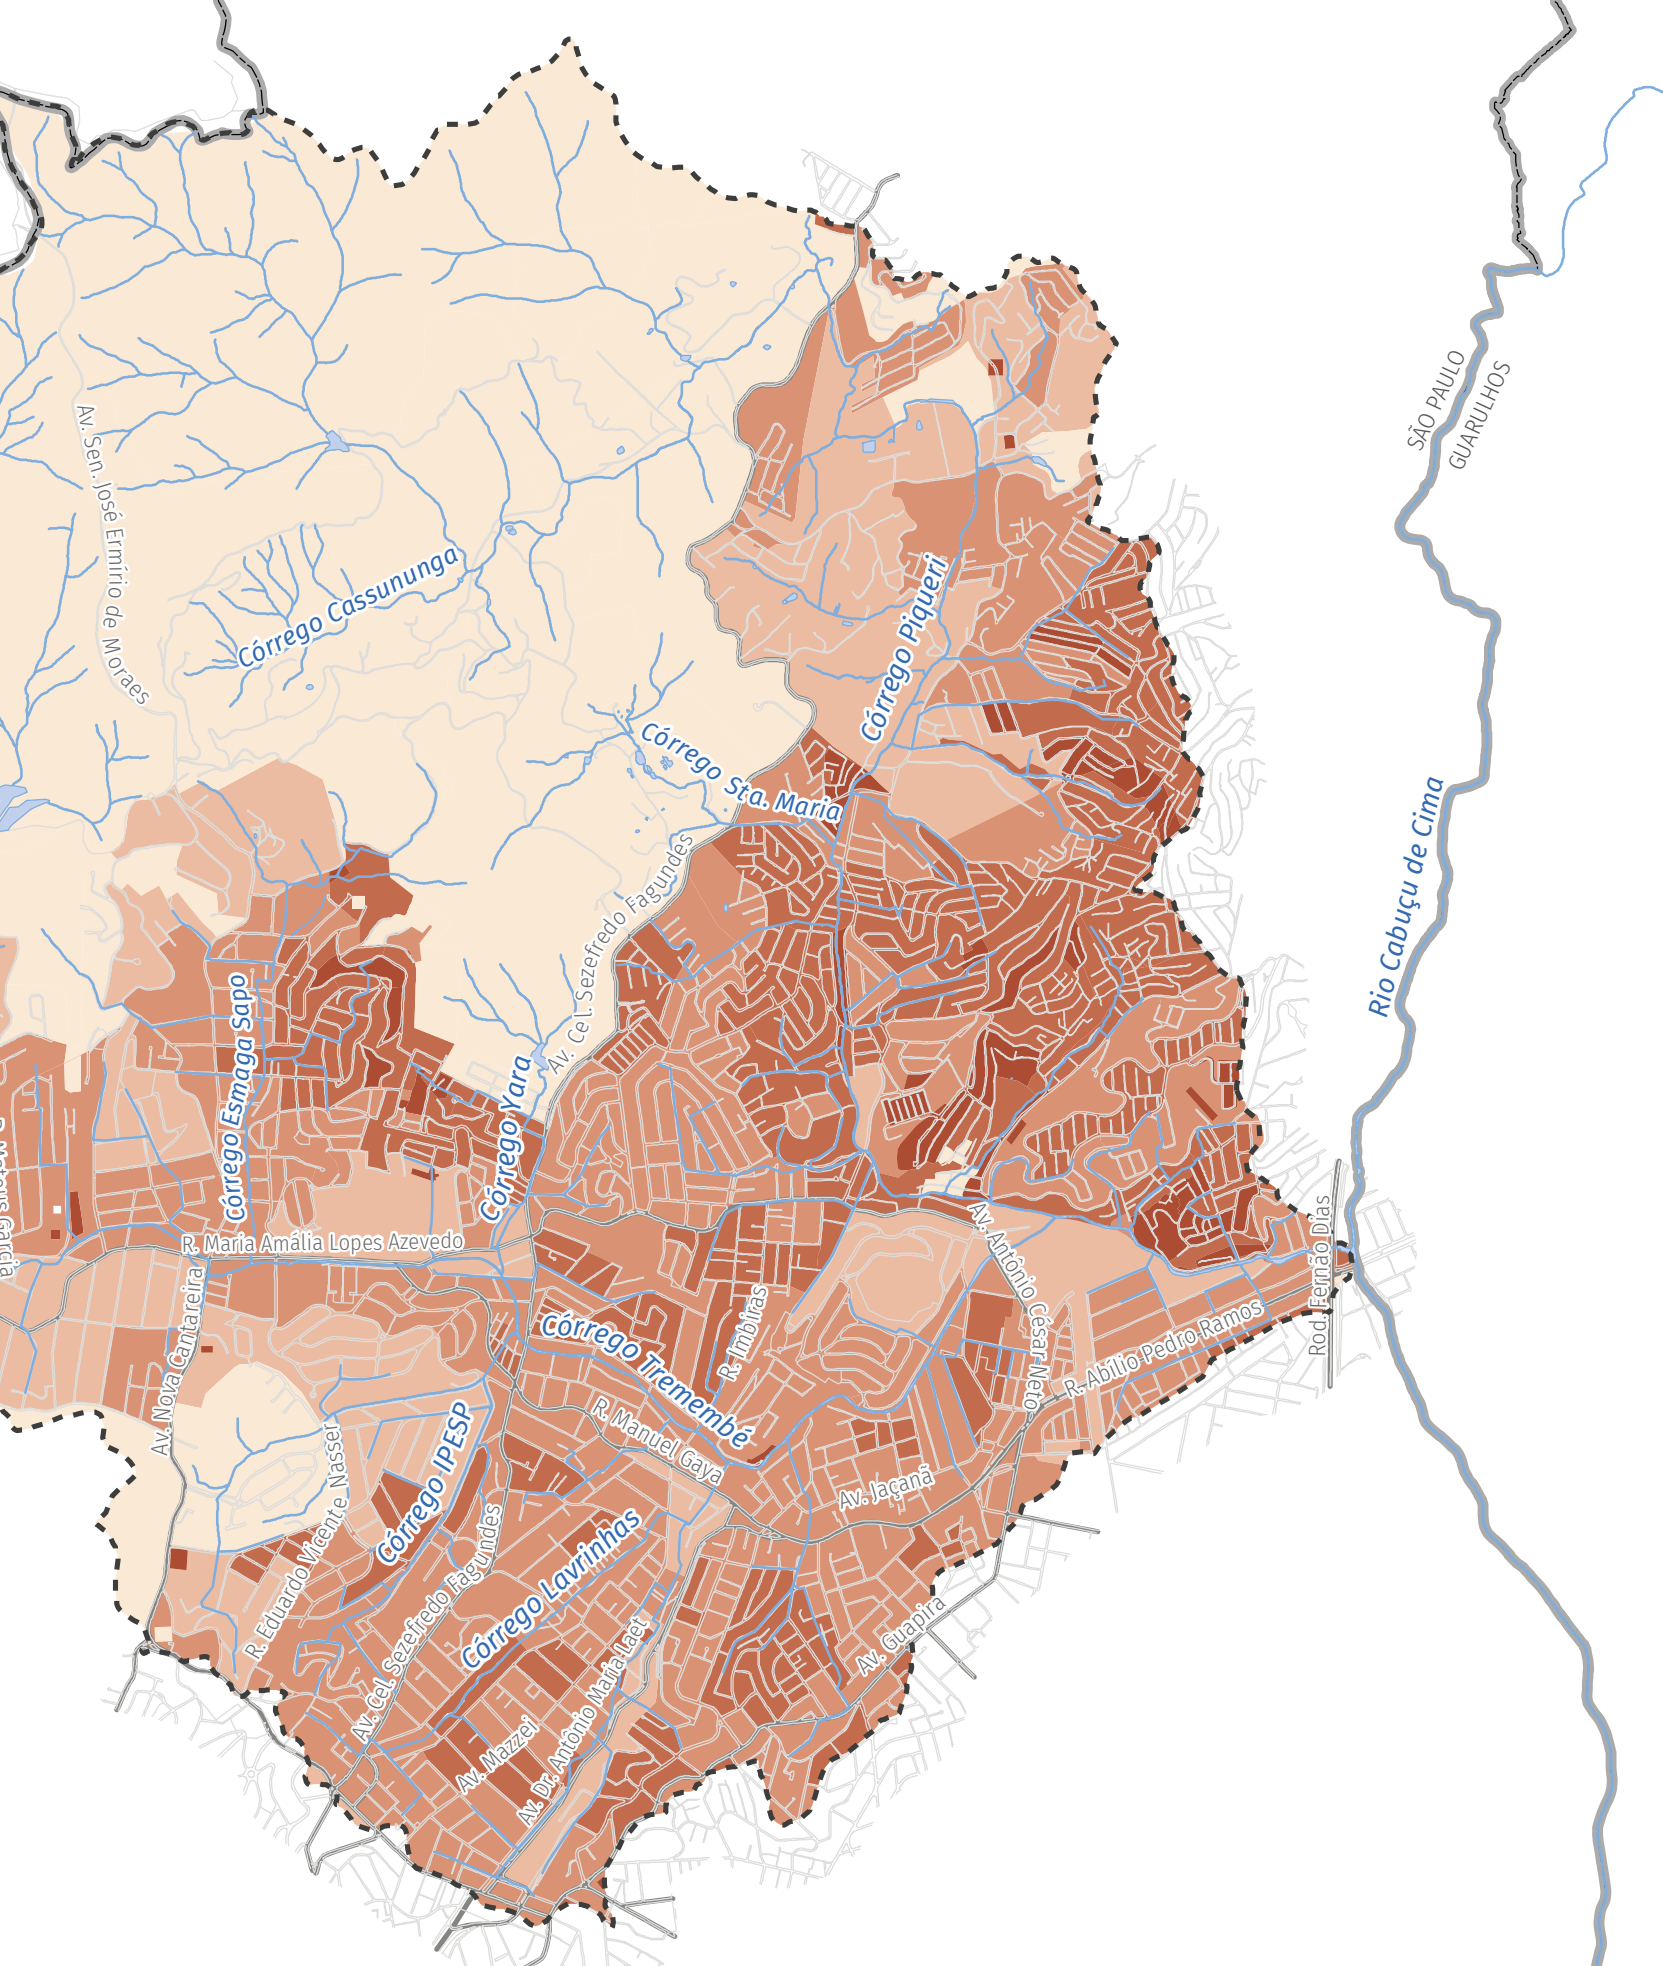 SÃO PAULO
GUARULHOS
Av. Sen. José Ermírio de Moraes
Córrego Cassununga
Córrego Piqueri
Córrego Sta. Maria
Rio Cabuçu de Cima
Av. Cel. Sezefredo Fagundes
Córrego Esmaga Sapo
Córrego Yara
R. Maria Amália Lopes Azevedo
Av. Nova Cantareira
Av. Antônio César Neto
Rod. Fernão Dias
R. Imbiras
Córrego Tremembé
R. Abílio Pedro Ramos
R. Manuel Gaya
Córrego IPESP
R. Eduardo Vicente Nasser
Av. Jaçanã
Córrego Lavrinhas
Av. Cel. Sezefredo Fagundes
Av. Guapira
Av. Dr. Antônio Maria Laet
Av. Mazzei